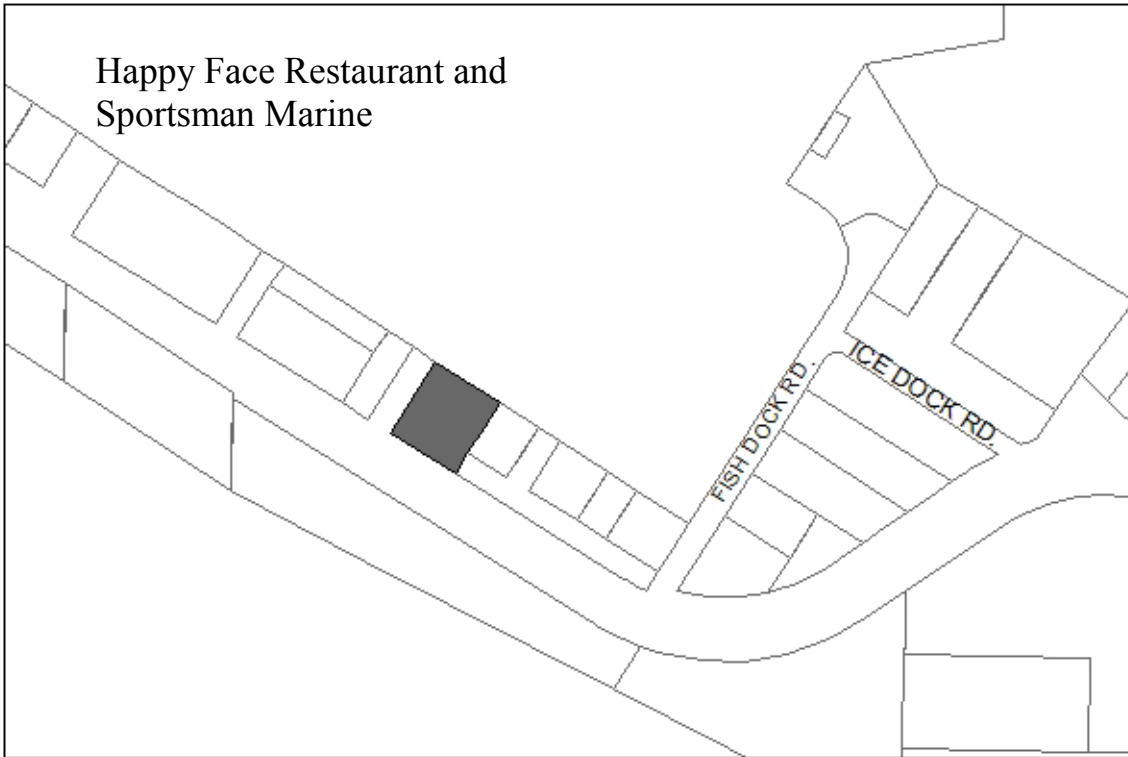 Happy Face Restaurant and
Sportsman Marine
ICE DOCK RD.
FISH DOCK RD.